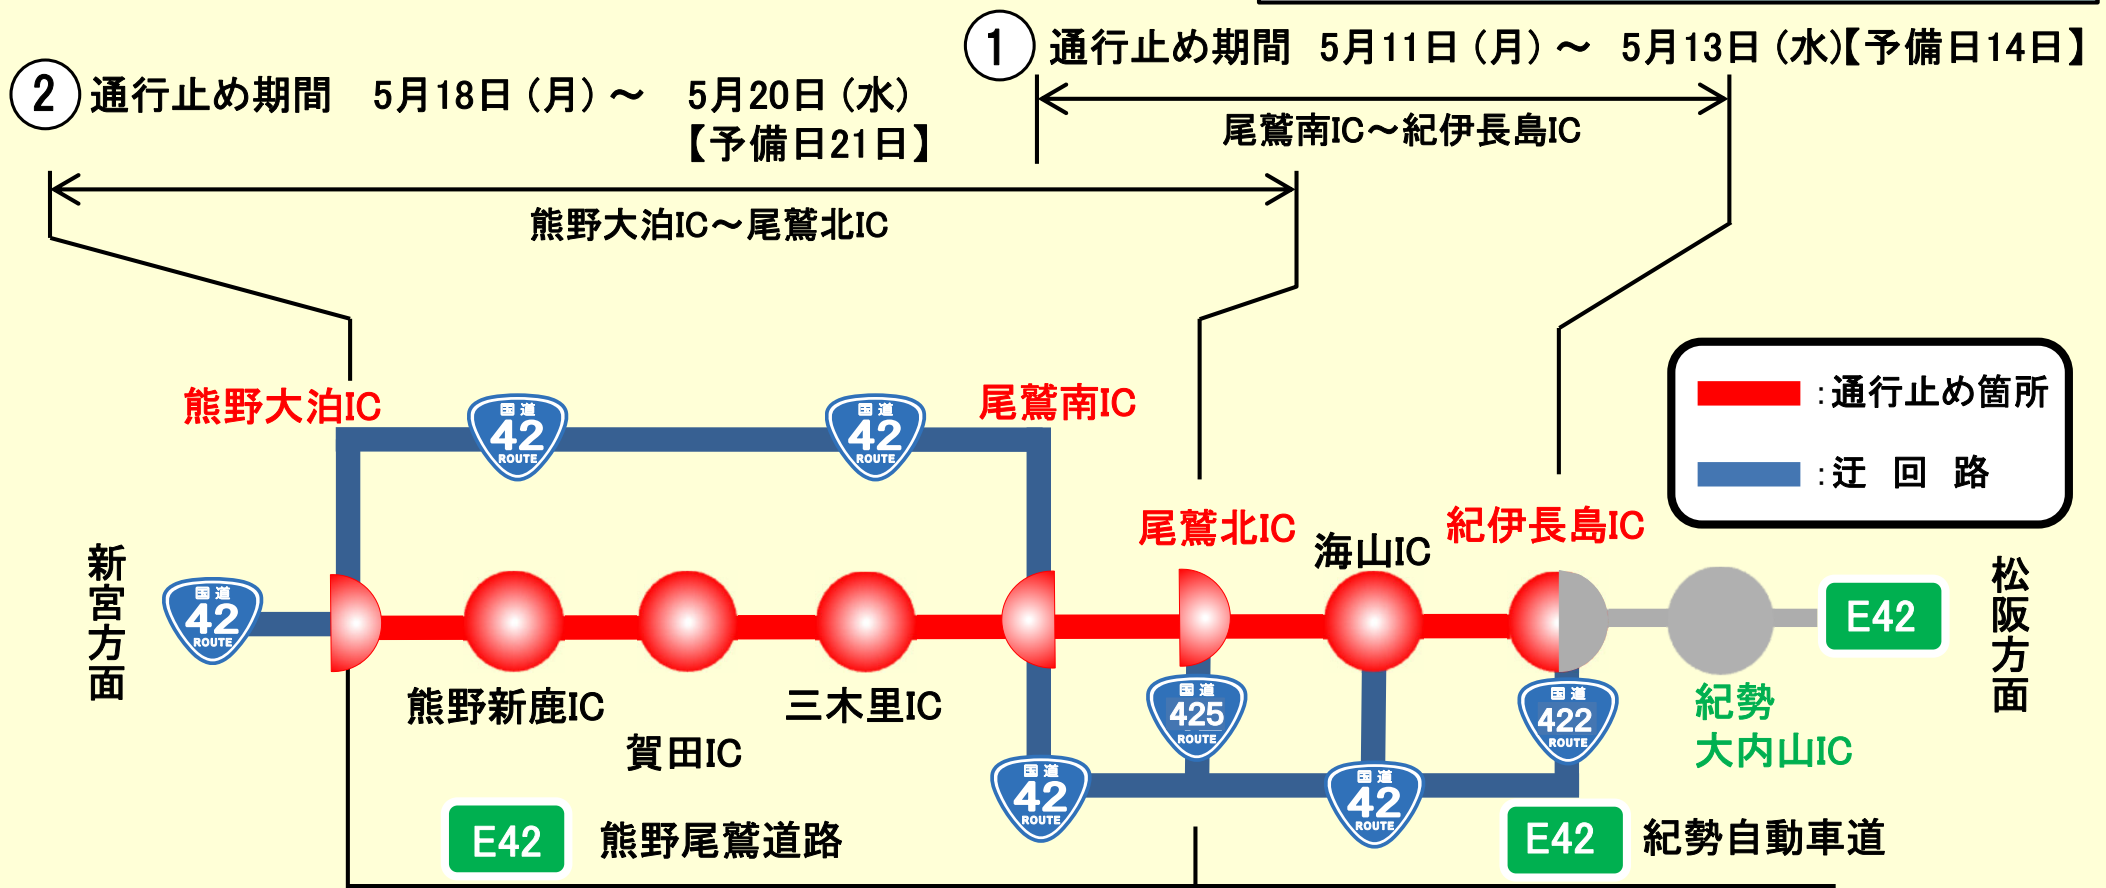 ① 通行止め期間　5月11日（月）～　5月13日（水）【予備日14日】
尾鷲南IC～紀伊長島IC
② 通行止め期間　5月18日（月）～　5月20日（水）
【予備日21日】
熊野大泊IC～尾鷲北IC
:通行止め箇所
:迂　回　路
熊野大泊IC
国道
42
ROUTE
国道
42
ROUTE
尾鷲南IC
尾鷲北IC
海山IC
紀伊長島IC
新宮方面
国道
42
ROUTE
E42
松阪方面
熊野新鹿IC
賀田IC
三木里IC
国道
425
ROUTE
国道
422
ROUTE
紀勢
大内山IC
国道
42
ROUTE
国道
42
ROUTE
E42 熊野尾鷲道路
E42 紀勢自動車道